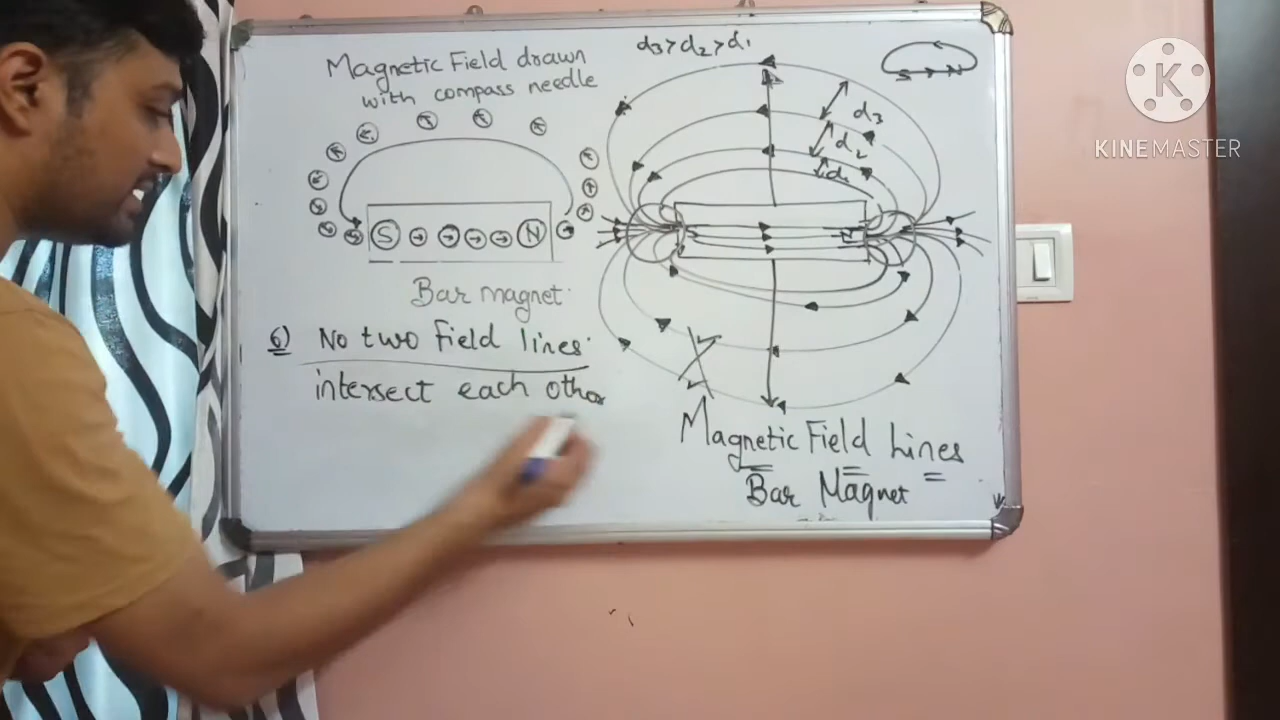 Magnetic Field drawn
with compass needle
S
N
Bar magnet
6) No two field lines
intersect each other
d3 > d2 > d1
d3
d2
d1
S N
Magnetic Field Lines
Bar Magnet
K
KINEMASTER